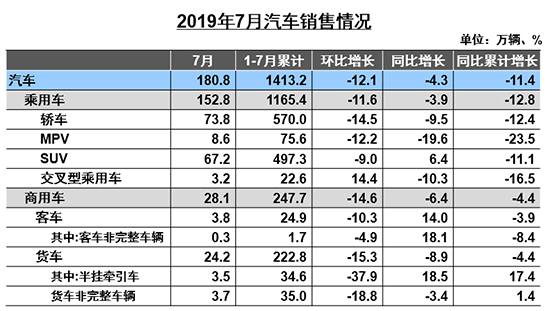 2019年7月汽车销售情况
单位：万辆、%
7月 1-7月累计 环比增长 同比增长 同比累计增长
汽车 180.8 1413.2 -12.1 -4.3 -11.4
乘用车 152.8 1165.4 -11.6 -3.9 -12.8
轿车 73.8 570.0 -14.5 -9.5 -12.4
MPV 8.6 75.6 -12.2 -19.6 -23.5
SUV 67.2 497.3 -9.0 6.4 -11.1
交叉型乘用车 3.2 22.6 14.4 -10.3 -16.5
商用车 28.1 247.7 -14.6 -6.4 -4.4
客车 3.8 24.9 -10.3 14.0 -3.9
其中:客车非完整车辆 0.3 1.7 -4.9 18.1 -8.4
货车 24.2 222.8 -15.3 -8.9 -4.4
其中:半挂牵引车 3.5 34.6 -37.9 18.5 17.4
货车非完整车辆 3.7 35.0 -18.8 -3.4 1.4